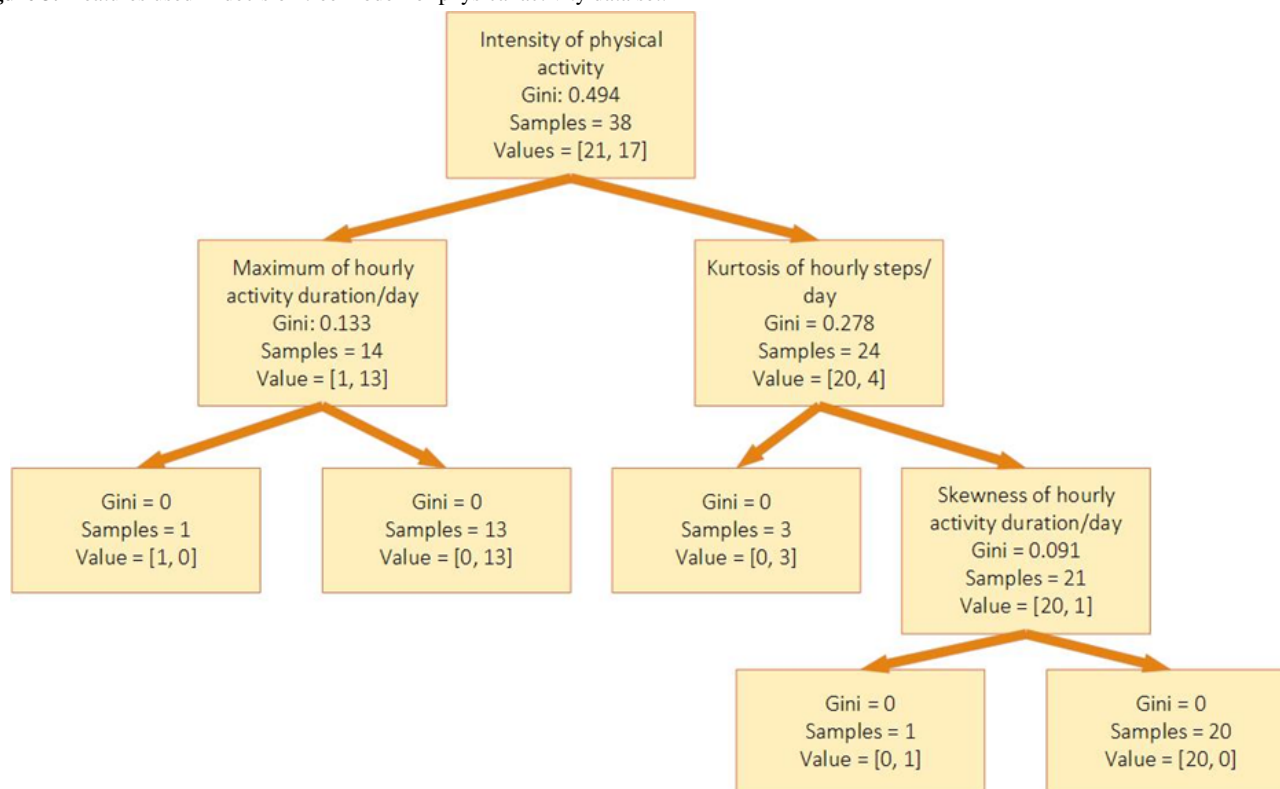 Intensity of physical
activity
Gini: 0.494
Samples = 38
Values = [21, 17]
Maximum of hourly
activity duration/day
Gini: 0.133
Samples = 14
Value = [1, 13]
Kurtosis of hourly steps/
day
Gini = 0.278
Samples = 24
Value = [20, 4]
Gini = 0
Samples = 1
Value = [1, 0]
Gini = 0
Samples = 13
Value = [0, 13]
Gini = 0
Samples = 3
Value = [0, 3]
Skewness of hourly
activity duration/day
Gini = 0.091
Samples = 21
Value = [20, 1]
Gini = 0
Samples = 1
Value = [0, 1]
Gini = 0
Samples = 20
Value = [20, 0]